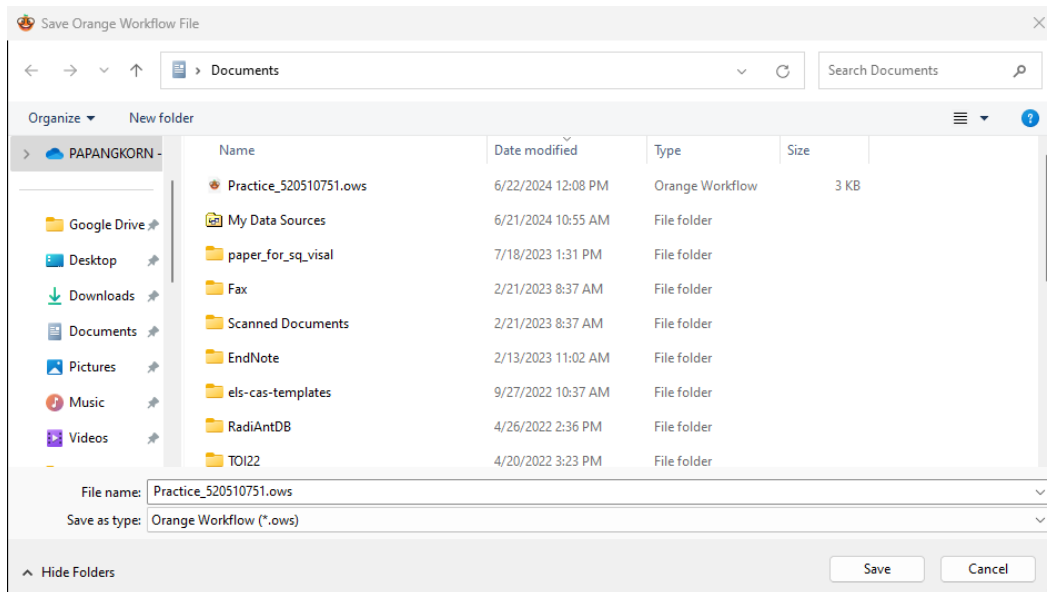 Save Orange Workflow File
Documents
Search Documents
Organize New folder
Name Date modified Type Size
PAPANGKORN -
Practice_520510751.ows 6/22/2024 12:08 PM Orange Workflow 3 KB
My Data Sources 6/21/2024 10:55 AM File folder
Google Drive
paper_for_sq_visal 7/18/2023 1:31 PM File folder
Desktop
Fax 2/21/2023 8:37 AM File folder
Downloads
Scanned Documents 2/21/2023 8:37 AM File folder
Documents
EndNote 2/13/2023 11:02 AM File folder
Pictures
els-cas-templates 9/27/2022 10:37 AM File folder
Music
RadiAntDB 4/26/2022 2:36 PM File folder
Videos
TOI22 4/20/2022 3:23 PM File folder
File name: Practice_520510751.ows
Save as type: Orange Workflow (*.ows)
Hide Folders Save Cancel